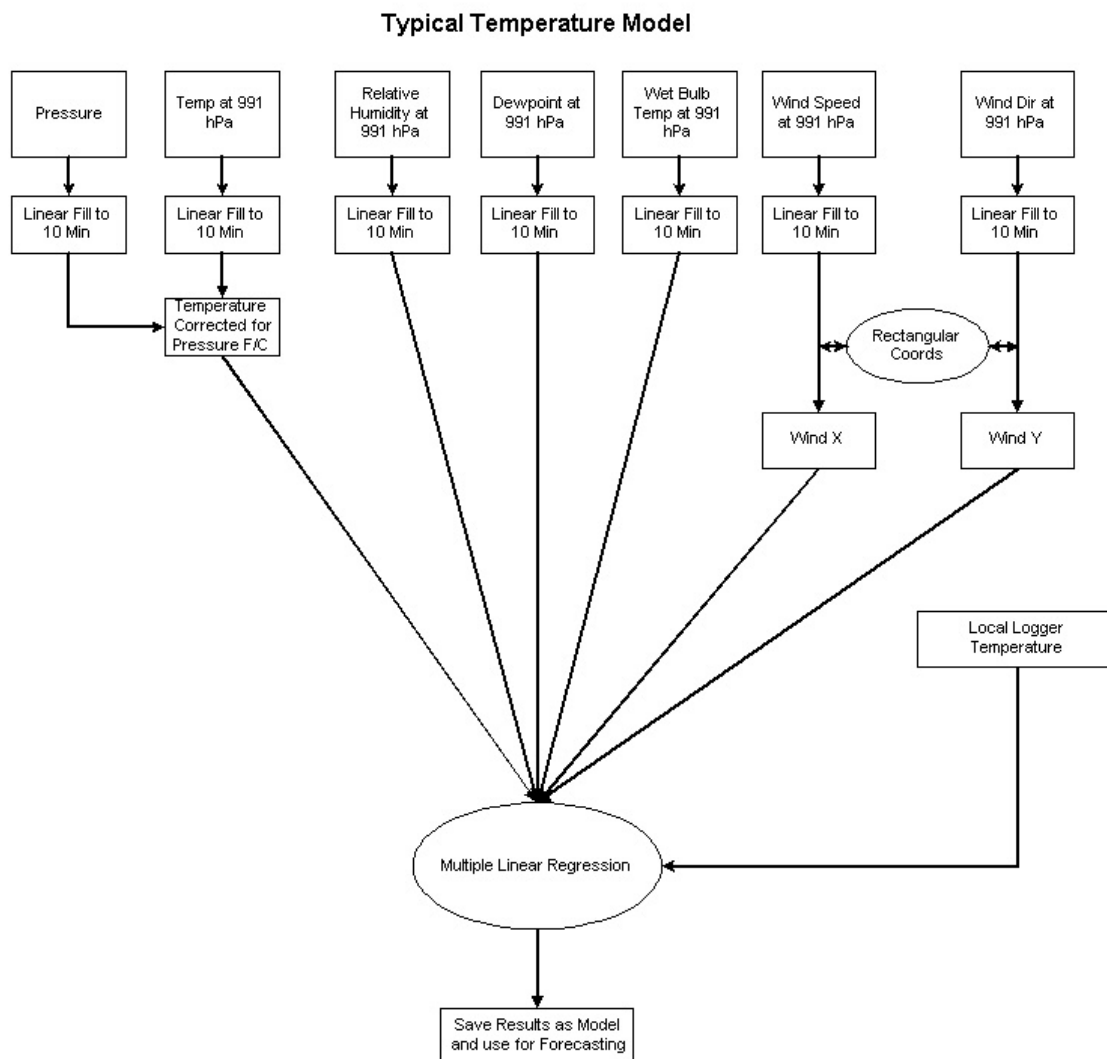 Typical Temperature Model
Pressure
Temp at 991
hPa
Relative
Humidity at
991 hPa
Dewpoint at
991 hPa
Wet Bulb
Temp at 991
hPa
Wind Speed
at 991 hPa
Wind Dir at
991 hPa
Linear Fill to
10 Min
Linear Fill to
10 Min
Linear Fill to
10 Min
Linear Fill to
10 Min
Linear Fill to
10 Min
Linear Fill to
10 Min
Linear Fill to
10 Min
Temperature
Corrected for
Pressure F/C
Rectangular
Coords
Wind X
Wind Y
Local Logger
Temperature
Multiple Linear Regression
Save Results as Model
and use for Forecasting